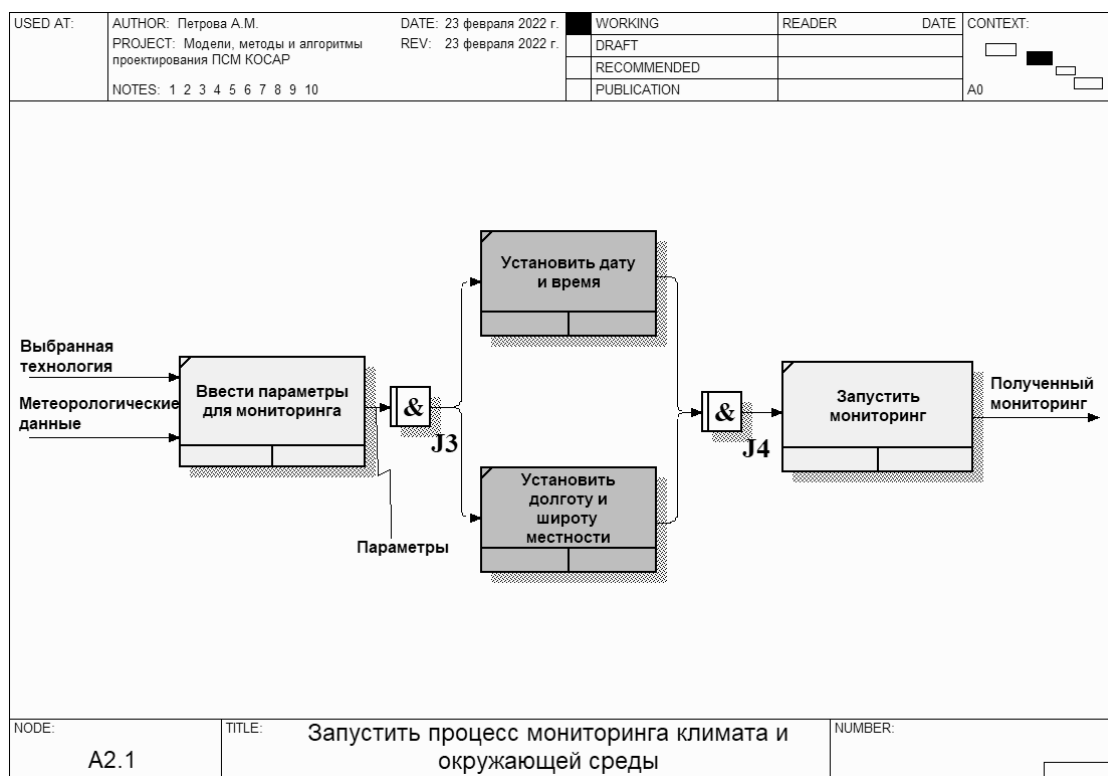 USED AT:
AUTHOR: Петрова А.М.
DATE: 23 февраля 2022 г.
WORKING
READER
DATE
CONTEXT:
PROJECT: Модели, методы и алгоритмы
REV: 23 февраля 2022 г.
DRAFT
проектирования ПСМ КОСАР
RECOMMENDED
NOTES: 1 2 3 4 5 6 7 8 9 10
PUBLICATION
A0
Установить дату
и время
Выбранная
технология
Метеорологические
данные
Ввести параметры
для мониторинга
&
J3
Параметры
Установить
долготу и
широту
местности
&
J4
Запустить
мониторинг
Полученный
мониторинг
NODE:
A2.1
TITLE:
Запустить процесс мониторинга климата и
окружающей среды
NUMBER: